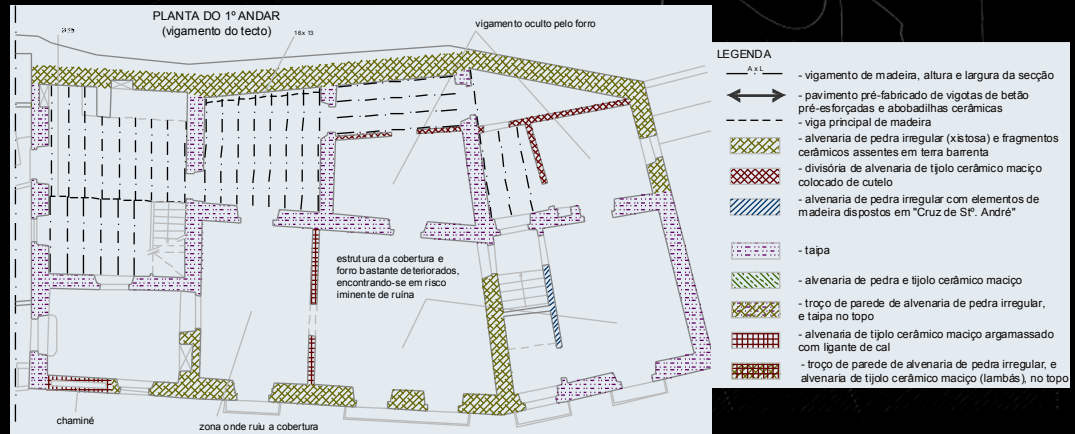 PLANTA DO 1º ANDAR
(vigamento do tecto)
16x 13
vigamento oculto pelo forro
estrutura da cobertura e
forro bastante deteriorados,
encontrando-se em risco
iminente de ruína
chaminé
zona onde ruiu a cobertura
LEGENDA
A x L
- vigamento de madeira, altura e largura da secção
- pavimento pré-fabricado de vigotas de betão
pré-esforçadas e abobadilhas cerâmicas
- viga principal de madeira
- alvenaria de pedra irregular (xistosa) e fragmentos
cerâmicos assentes em terra barrenta
- divisória de alvenaria de tijolo cerâmico maciço
colocado de cutelo
- alvenaria de pedra irregular com elementos de
madeira dispostos em "Cruz de Stº. André"
- taipa
- alvenaria de pedra e tijolo cerâmico maciço
- troço de parede de alvenaria de pedra irregular,
e taipa no topo
- alvenaria de tijolo cerâmico maciço argamassado
com ligante de cal
- troço de parede de alvenaria de pedra irregular, e
alvenaria de tijolo cerâmico maciço (lambás), no topo